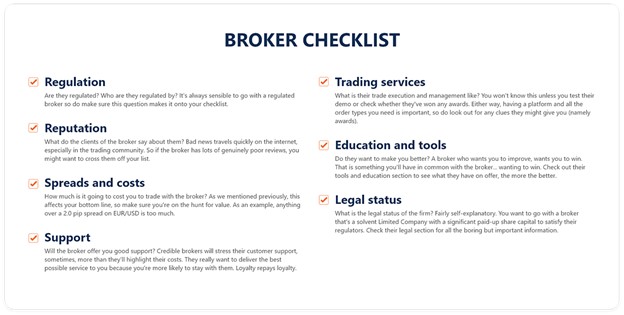 BROKER CHECKLIST
Regulation
Are they regulated? Who are they regulated by? It's always sensible to go with a regulated
broker so do make sure this question makes it onto your checklist.
Reputation
What do the clients of the broker say about them? Bad news travels quickly on the internet,
especially in the trading community. So if the broker has lots of genuinely poor reviews, you
might want to cross them off your list.
Spreads and costs
How much is it going to cost you to trade with the broker? As we mentioned previously, this
affects your bottom line, so make sure you're on the hunt for value. As an example, anything
over a 2.0 pip spread on EUR/USD is too much.
Support
Will the broker offer you good support? Credible brokers will stress their customer support,
sometimes, more than they'll highlight their costs. They really want to deliver the best
possible service to you because you're more likely to stay with them. Loyalty repays loyalty.
Trading services
What is their trade execution and management like? You won't know this unless you test their
demo or check whether they've won any awards. Either way, having a platform and all the
order types you need is important, so do look out for any clues they might give you (namely
awards).
Education and tools
Do they want to make you better? A broker who wants you to improve, wants you to win.
That is something you'll have in common with the broker... wanting to win. Check out their
tools and education section to see what they have on offer, the more the better.
Legal status
What is the legal status of the firm? Fairly self-explanatory. You want to go with a broker
that's a solvent Limited Company with a significant paid-up share capital to satisfy their
regulators. Check their legal section for all the boring but important information.